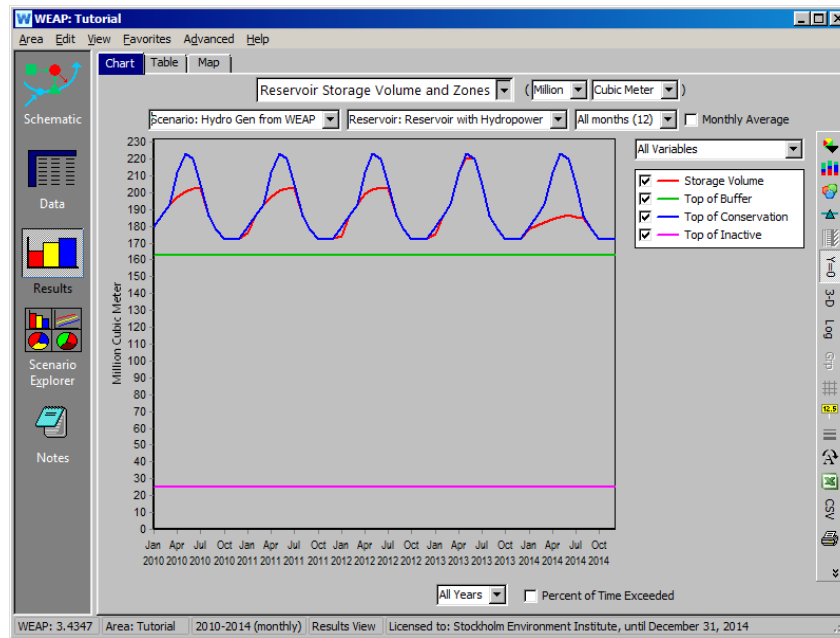 WEAP: Tutorial
Area Edit View Favorites Advanced Help
Schematic
Data
Results
Scenario
Explorer
Notes
Chart Table Map
Reservoir Storage Volume and Zones ( Million Cubic Meter )
Scenario: Hydro Gen from WEAP Reservoir: Reservoir with Hydropower All months (12) Monthly Average
All Variables
Storage Volume
Top of Buffer
Top of Conservation
Top of Inactive
Million Cubic Meter
230
220
210
200
190
180
170
160
150
140
130
120
110
100
90
80
70
60
50
40
30
20
10
0
Jan Apr Jul Oct Jan Apr Jul Oct Jan Apr Jul Oct Jan Apr Jul Oct Jan Apr Jul Oct
2010 2010 2010 2010 2011 2011 2011 2011 2012 2012 2012 2012 2013 2013 2013 2013 2014 2014 2014 2014
All Years Percent of Time Exceeded
Y=0
3-D
Log
Grp
12.5
CSV
WEAP: 3.4347 Area: Tutorial 2010-2014 (monthly) Results View Licensed to: Stockholm Environment Institute, until December 31, 2014